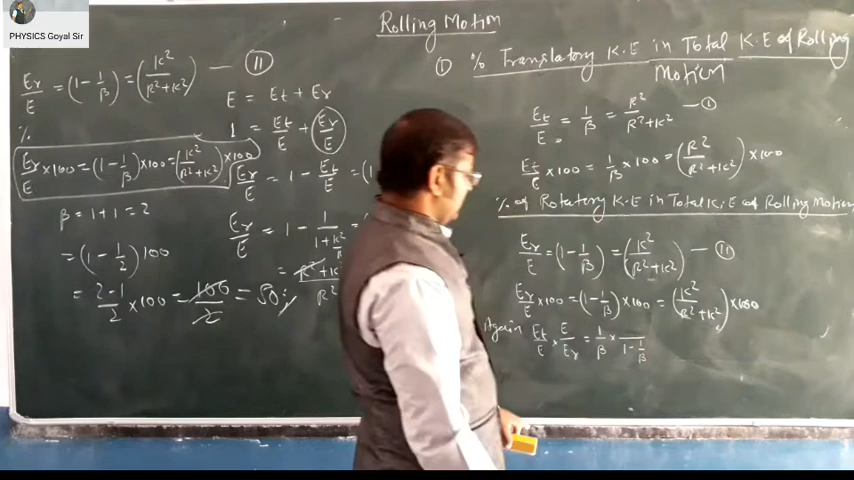 PHYSICS Goyal Sir
Rolling Motion
① % Translatory K.E in Total K.E of Rolling
Motion
Er/E = (1 - 1/β) = (K²/R²+K²) — ⓘⓘ
%
Er/E ×100 = (1 - 1/β) ×100 = (K²/R²+K²) ×100
β = 1+1 = 2
= (1 - 1/2) 100
= 2-1/2 ×100 = 100/2 = 50%
E = Et + Er
1 = Et/E + Er/E
Er/E = 1 - Et/E = (1
Er/E = 1 - 1/1+K²/R² =
= R²+K²
R²
Et/E = 1/β = R²/R²+K² — ⓘ
Et/E ×100 = 1/β ×100 = (R²/R²+K²) ×100
% of Rotatory K.E in Total K.E of Rolling Motion
Er/E = (1 - 1/β) = (K²/R²+K²) — ⓘⓘ
Er/E ×100 = (1 - 1/β) ×100 = (K²/R²+K²) ×100
Again Et/E × E/Er = 1/β × 1/1 - 1/β